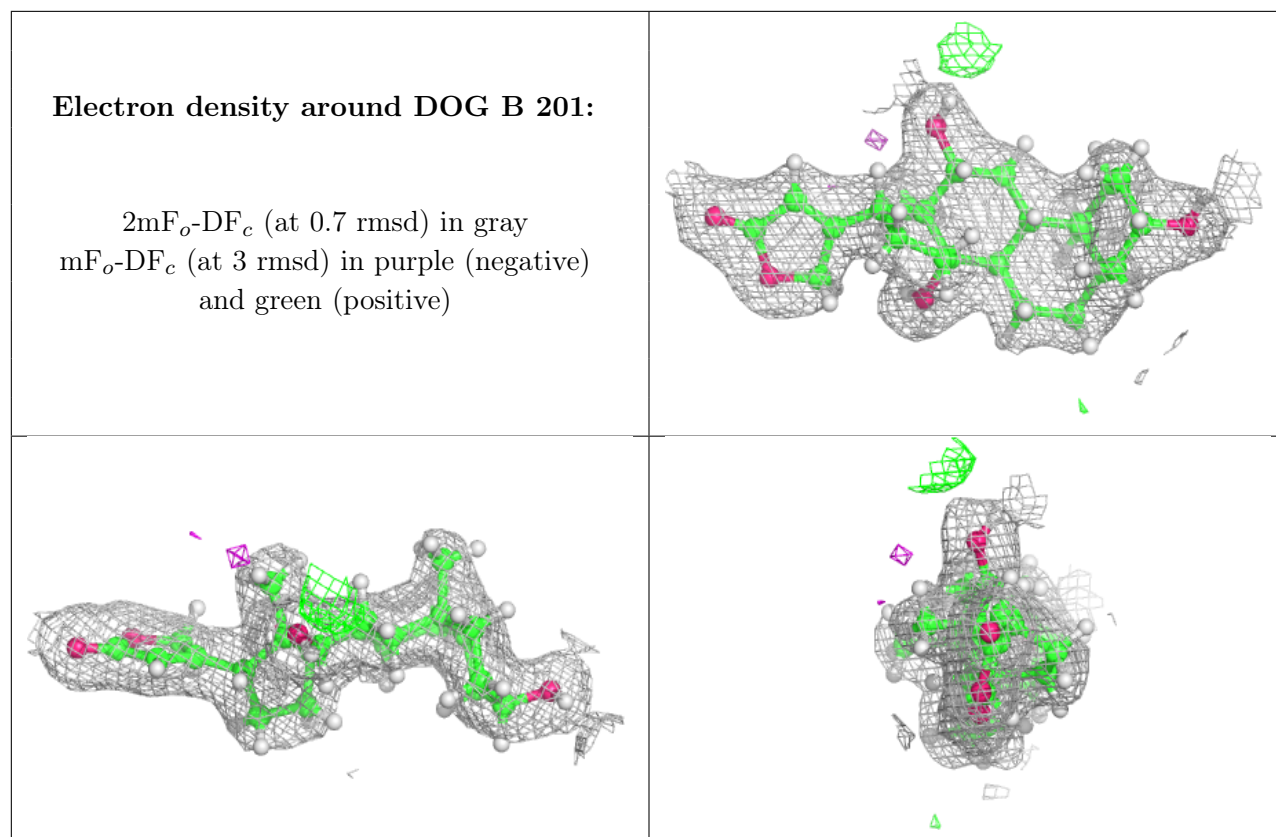 Electron density around DOG B 201:
2mFo-DFc (at 0.7 rmsd) in gray
mFo-DFc (at 3 rmsd) in purple (negative)
and green (positive)